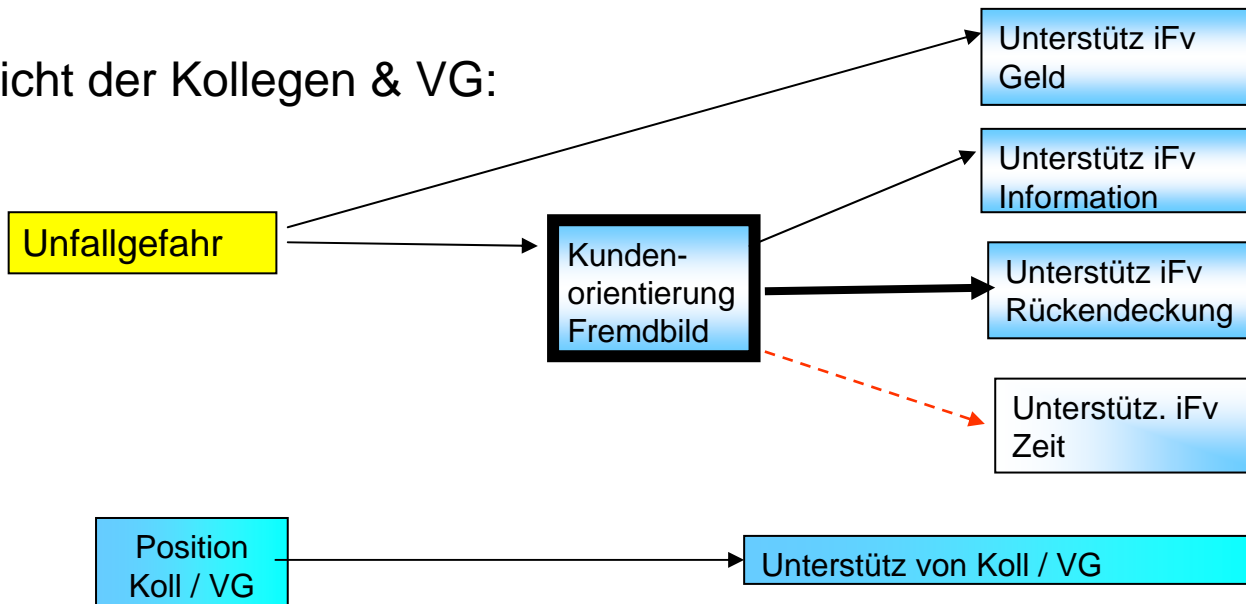 icht der Kollegen & VG:
Unterstütz iFv
Geld
Unterstütz iFv
Information
Unfallgefahr
Kunden-
orientierung
Fremdbild
Unterstütz iFv
Rückendeckung
Unterstütz. iFv
Zeit
Position
Koll / VG
Unterstütz von Koll / VG